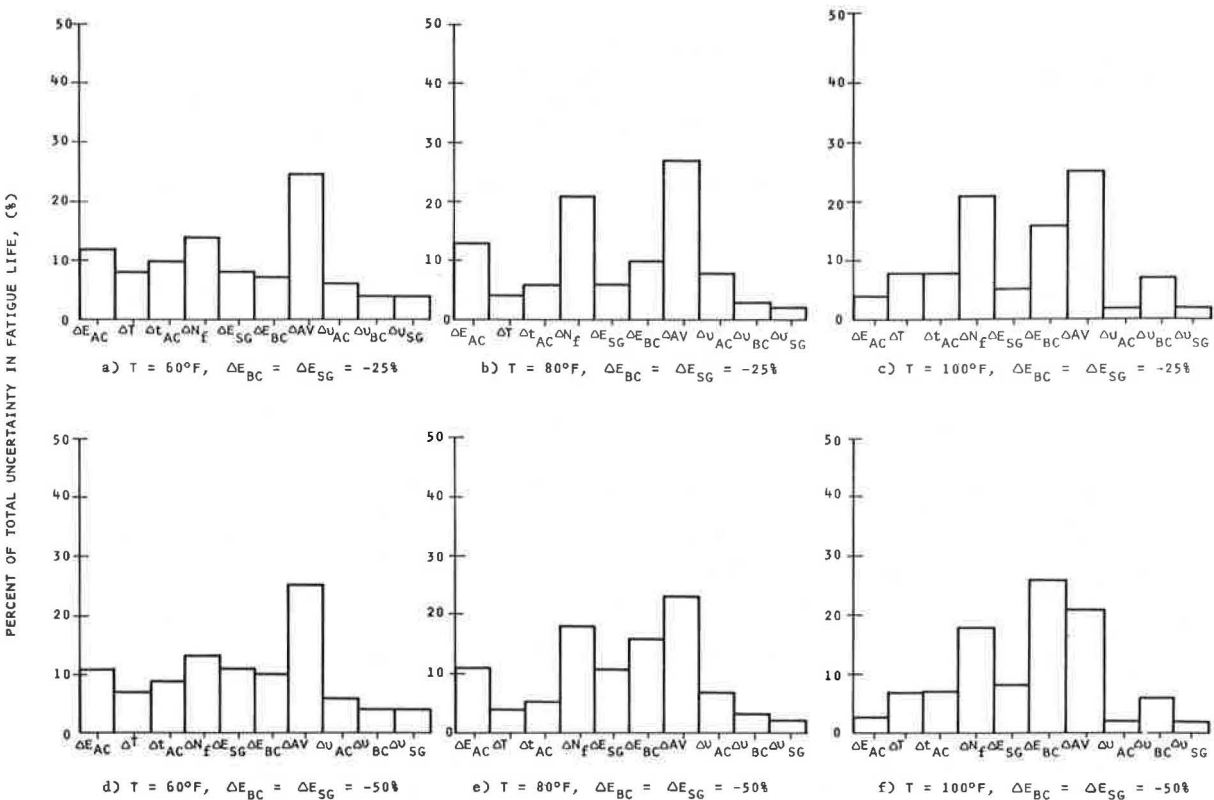 PERCENT OF TOTAL UNCERTAINTY IN FATIGUE LIFE, (%)
50 40 30 20 10 0
ΔE_AC ΔT Δt_AC ΔN_f ΔE_SG ΔE_BC ΔAV Δυ_AC Δυ_BC Δυ_SG
a) T = 60°F, ΔE_BC = ΔE_SG = -25%
50 40 30 20 10 0
ΔE_AC ΔT Δt_AC ΔN_f ΔE_SG ΔE_BC ΔAV Δυ_AC Δυ_BC Δυ_SG
b) T = 80°F, ΔE_BC = ΔE_SG = -25%
50 40 30 20 10 0
ΔE_AC ΔT Δt_AC ΔN_f ΔE_SG ΔE_BC ΔAV Δυ_AC Δυ_BC Δυ_SG
c) T = 100°F, ΔE_BC = ΔE_SG = -25%
50 40 30 20 10 0
ΔE_AC ΔT Δt_AC ΔN_f ΔE_SG ΔE_BC ΔAV Δυ_AC Δυ_BC Δυ_SG
d) T = 60°F, ΔE_BC = ΔE_SG = -50%
50 40 30 20 10 0
ΔE_AC ΔT Δt_AC ΔN_f ΔE_SG ΔE_BC ΔAV Δυ_AC Δυ_BC Δυ_SG
e) T = 80°F, ΔE_BC = ΔE_SG = -50%
50 40 30 20 10 0
ΔE_AC ΔT Δt_AC ΔN_f ΔE_SG ΔE_BC ΔAV Δυ_AC Δυ_BC Δυ_SG
f) T = 100°F, ΔE_BC = ΔE_SG = -50%